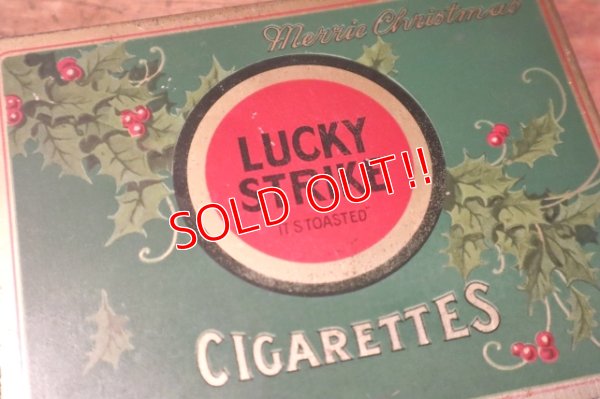 Merrie Christmas
LUCKY
STRIKE
SOLD OUT!!
"IT'S TOASTED"
CIGARETTES